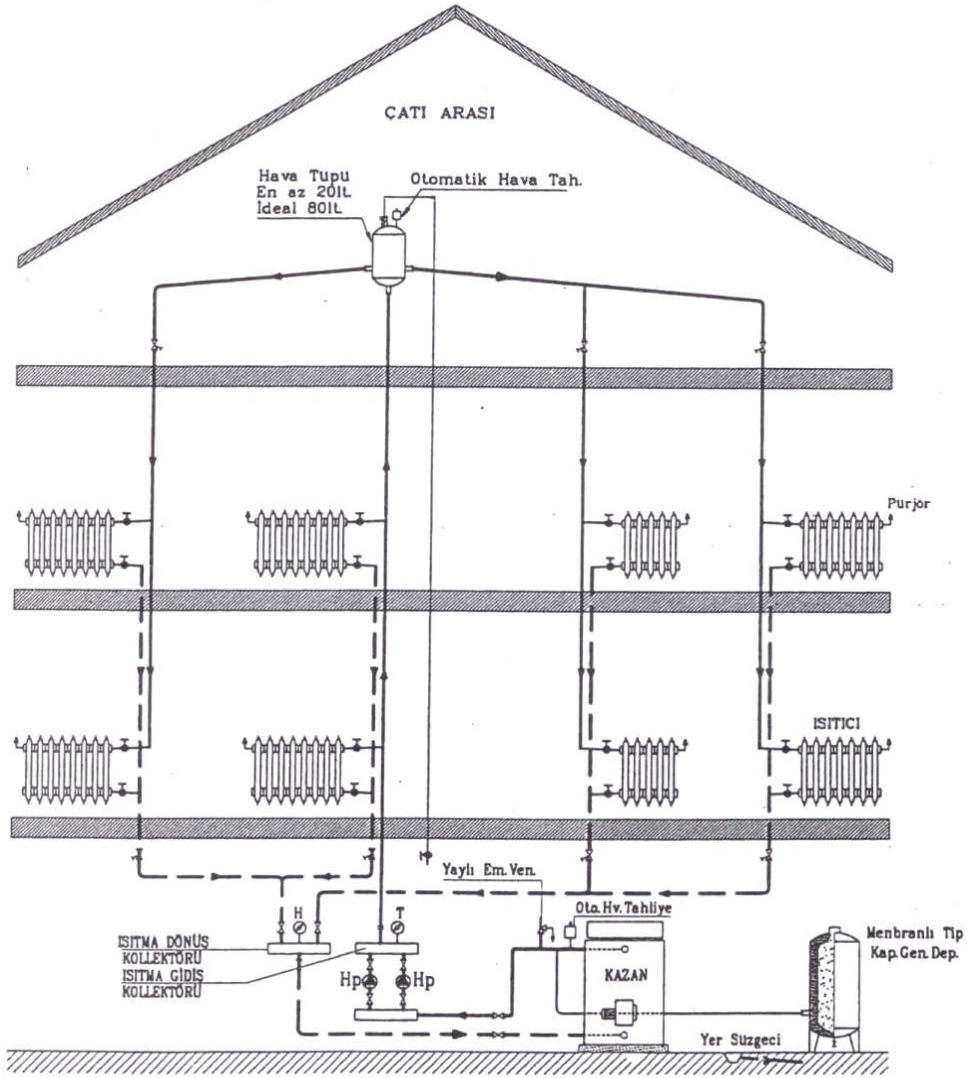 ÇATI ARASI
Hava Tüpü
En az 20lt.
İdeal 80lt.
Otomatik Hava Tah.
Pürjör
ISITICI
Yaylı Em. Ven.
Oto. Hv. Tahliye
H
T
ISITMA DÖNÜŞ
KOLLEKTÖRÜ
ISITMA GİDİŞ
KOLLEKTÖRÜ
Hp
Hp
KAZAN
Menbranlı Tip
Kap. Gen. Dep.
Yer Süzgeci